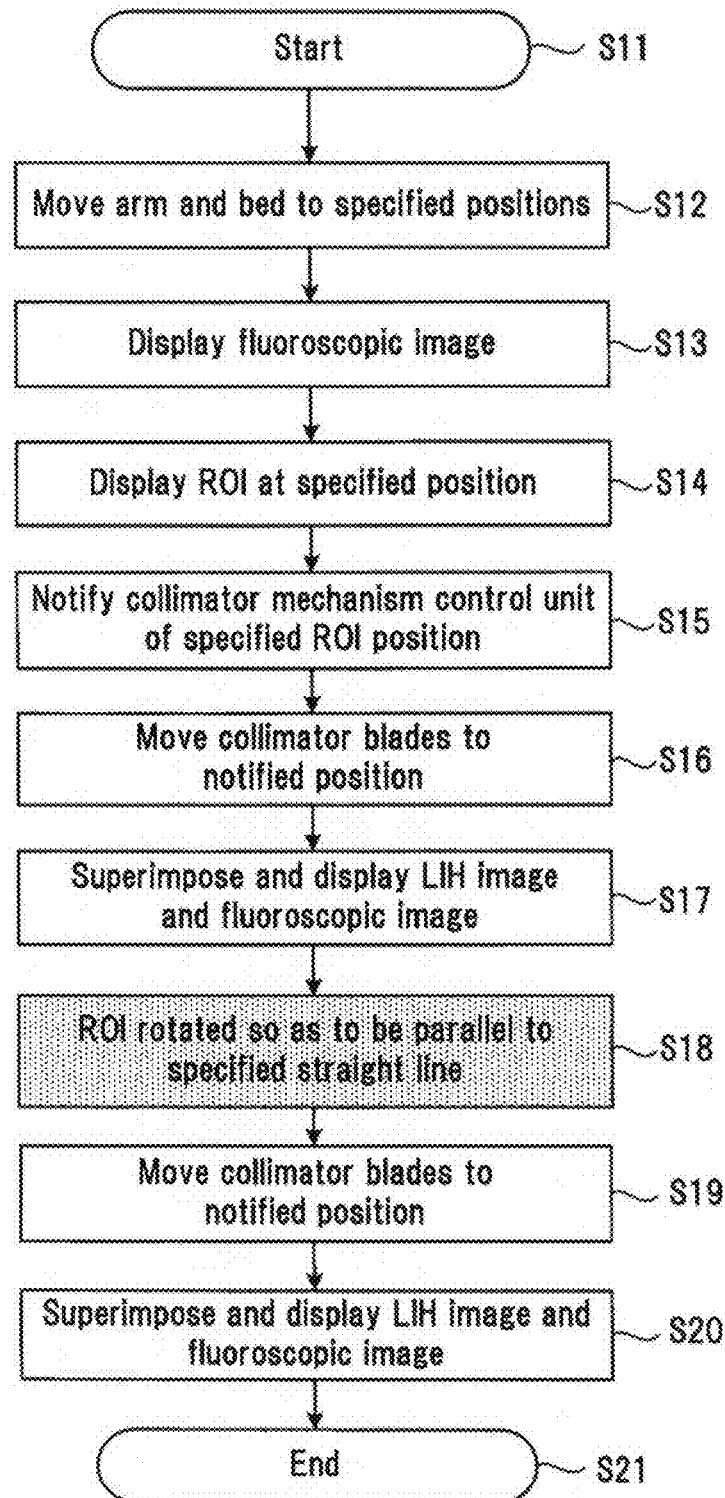 Start
S11
Move arm and bed to specified positions
S12
Display fluoroscopic image
S13
Display ROI at specified position
S14
Notify collimator mechanism control unit
of specified ROI position
S15
Move collimator blades to
notified position
S16
Superimpose and display LIH image
and fluoroscopic image
S17
ROI rotated so as to be parallel to
specified straight line
S18
Move collimator blades to
notified position
S19
Superimpose and display LIH image and
fluoroscopic image
S20
End
S21